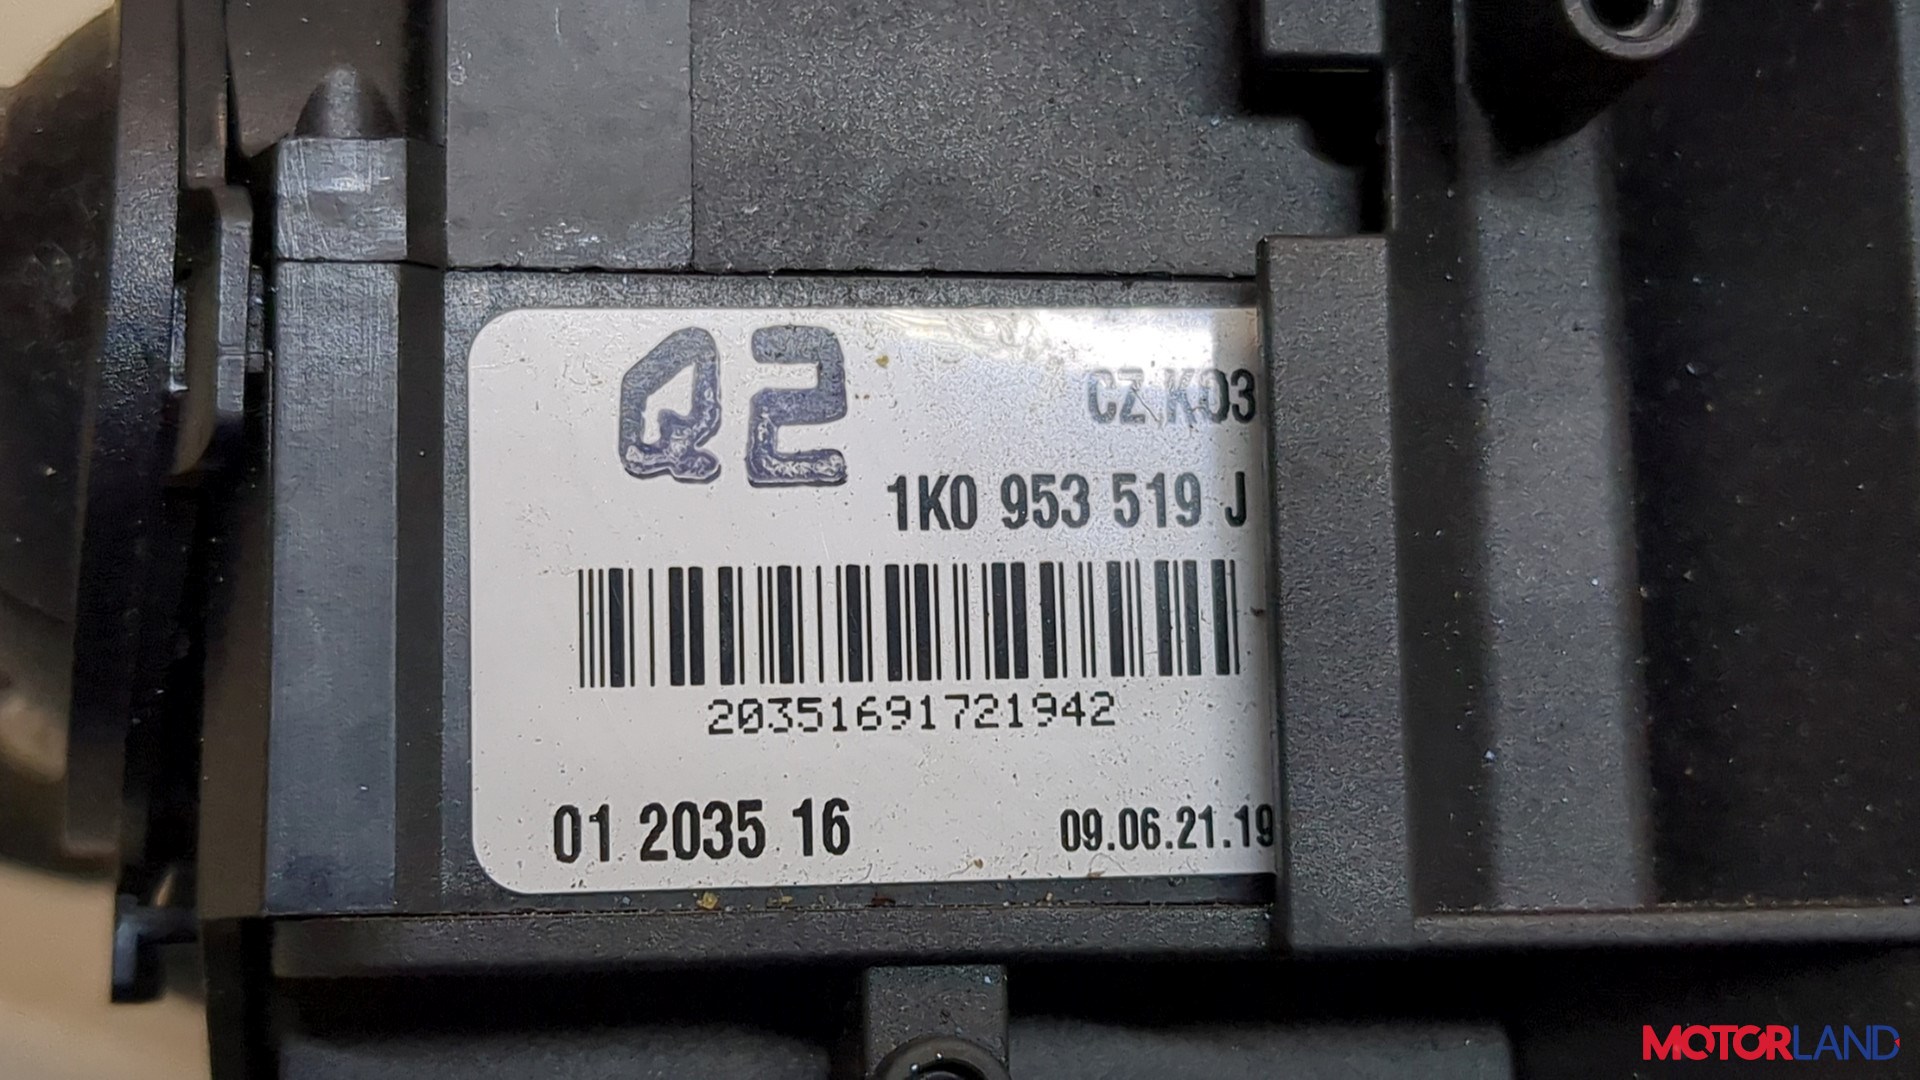 Q2
CZ K03
1K0 953 519 J
20351691721942
01 2035 16
09.06.21.19
MOTORLAND